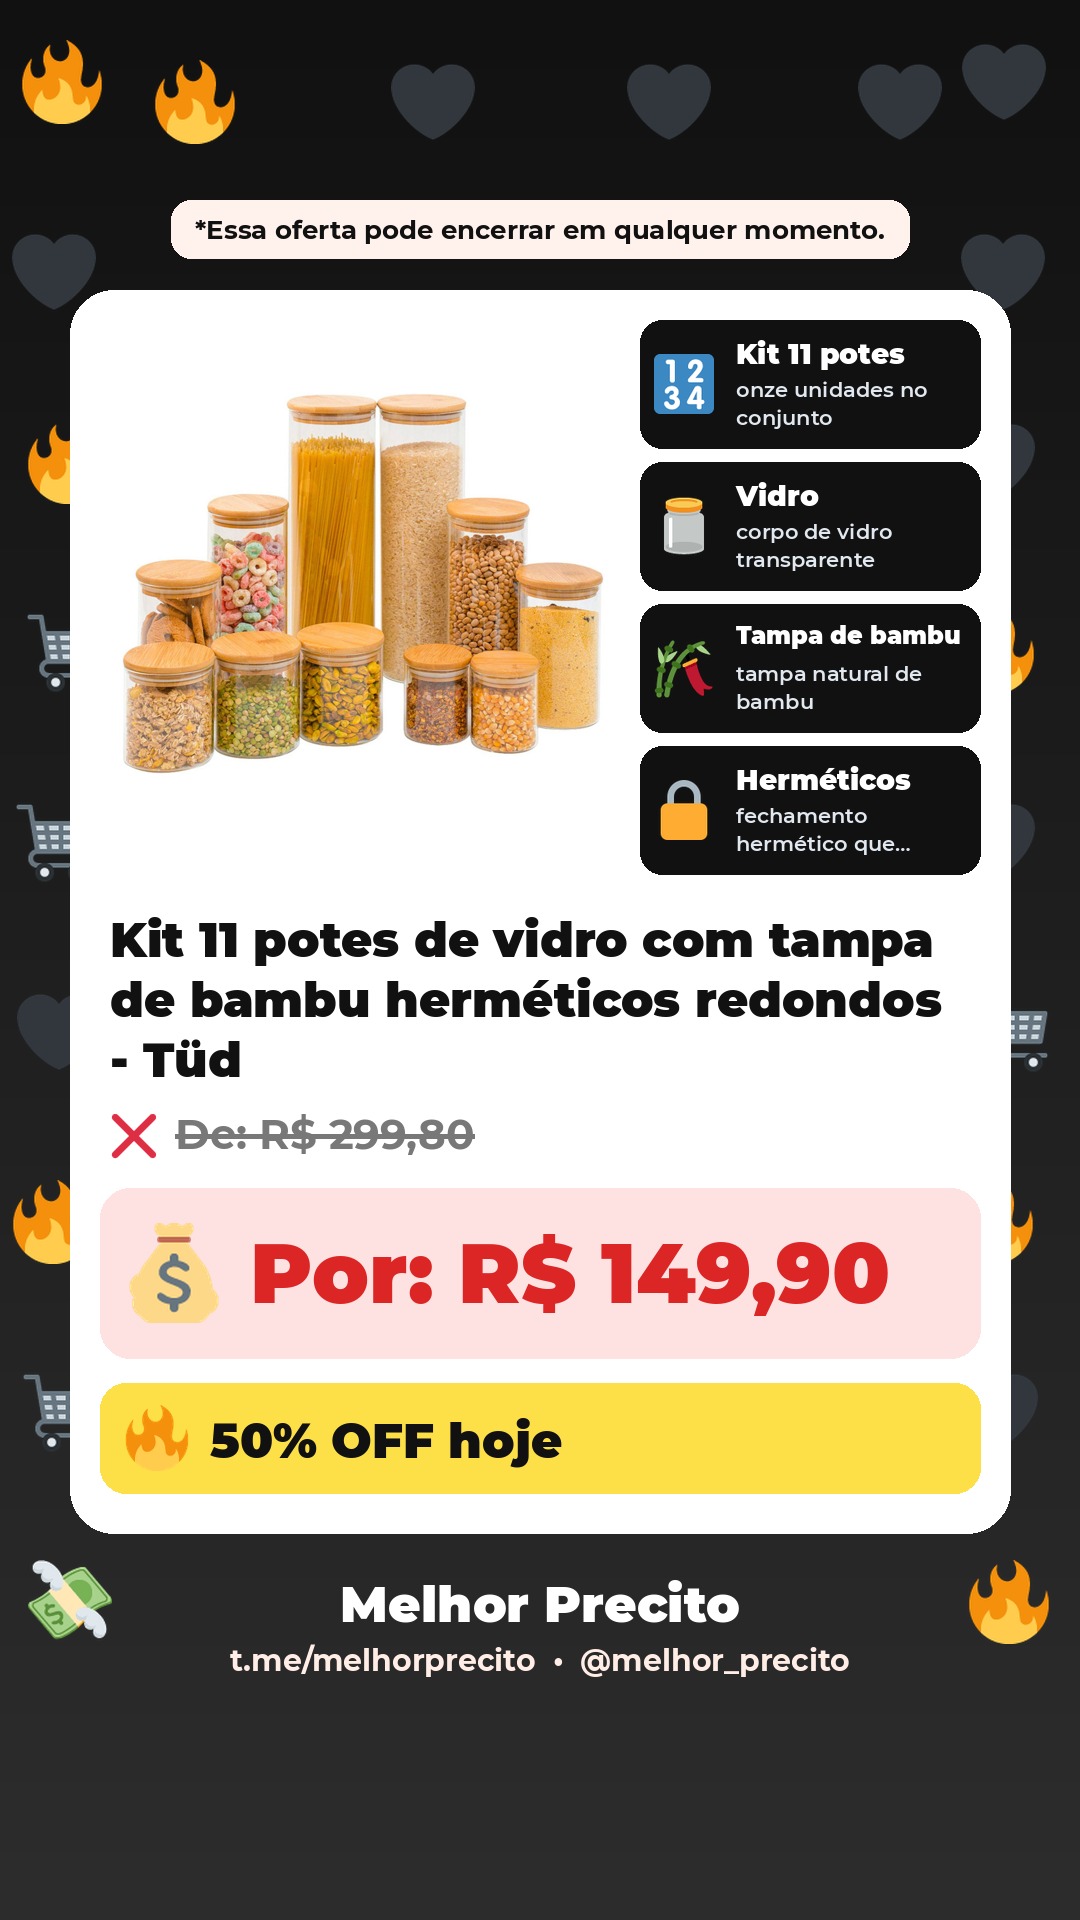 *Essa oferta pode encerrar em qualquer momento.
Kit 11 potes
onze unidades no
conjunto
Vidro
corpo de vidro
transparente
Tampa de bambu
tampa natural de
bambu
Herméticos
fechamento
hermético que...
Kit 11 potes de vidro com tampa
de bambu herméticos redondos
- Tüd
De: R$ 299,80
Por: R$ 149,90
50% OFF hoje
Melhor Precito
t.me/melhorprecito • @melhor_precito